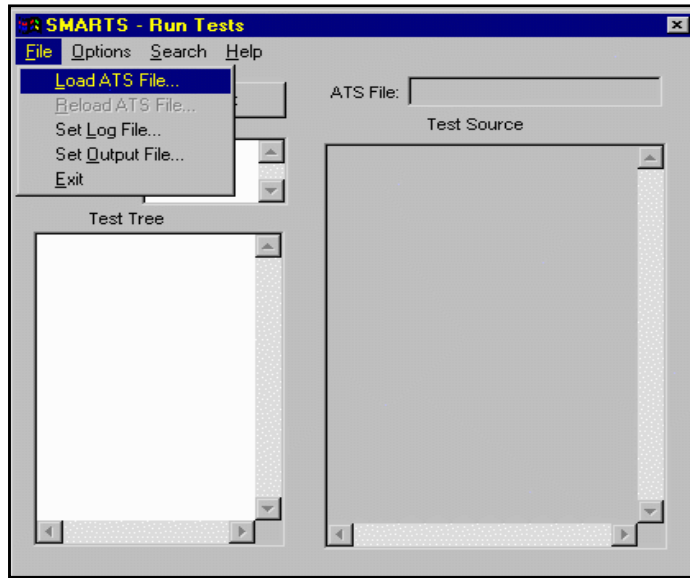 SMARTS - Run Tests
File Options Search Help
Load ATS File...
Reload ATS File...
Set Log File...
Set Output File...
Exit
ATS File:
Test Source
Test Tree